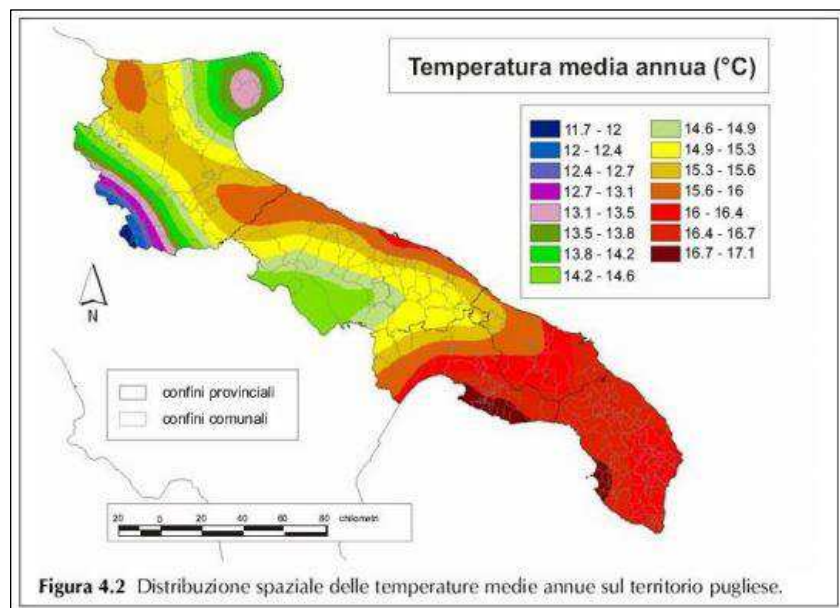 Temperatura media annua (°C)
11.7 - 12
12 - 12.4
12.4 - 12.7
12.7 - 13.1
13.1 - 13.5
13.5 - 13.8
13.8 - 14.2
14.2 - 14.6
14.6 - 14.9
14.9 - 15.3
15.3 - 15.6
15.6 - 16
16 - 16.4
16.4 - 16.7
16.7 - 17.1
N
confini provinciali
confini comunali
20 0 20 40 60 80 chilometri
Figura 4.2 Distribuzione spaziale delle temperature medie annue sul territorio pugliese.